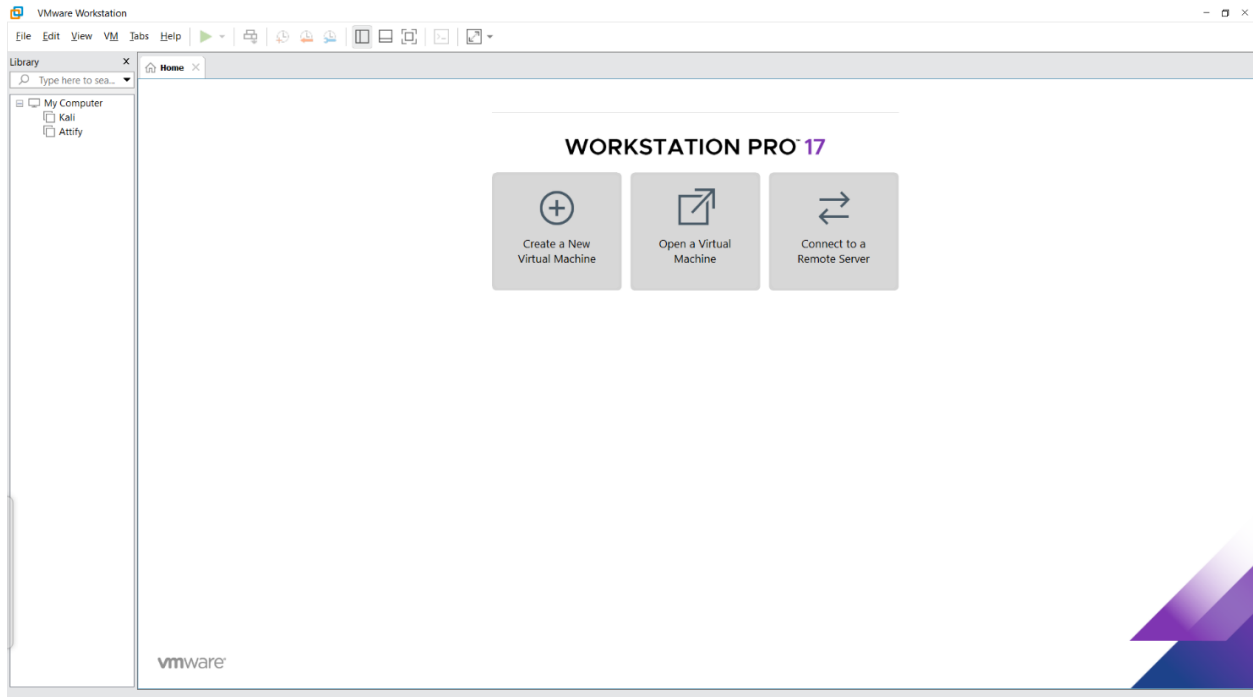 VMware Workstation
File Edit View VM Tabs Help
Library X
Home
Type here to sea...
My Computer
Kali
Attify
WORKSTATION PRO™ 17
Create a New
Virtual Machine
Open a Virtual
Machine
Connect to a
Remote Server
vmware®